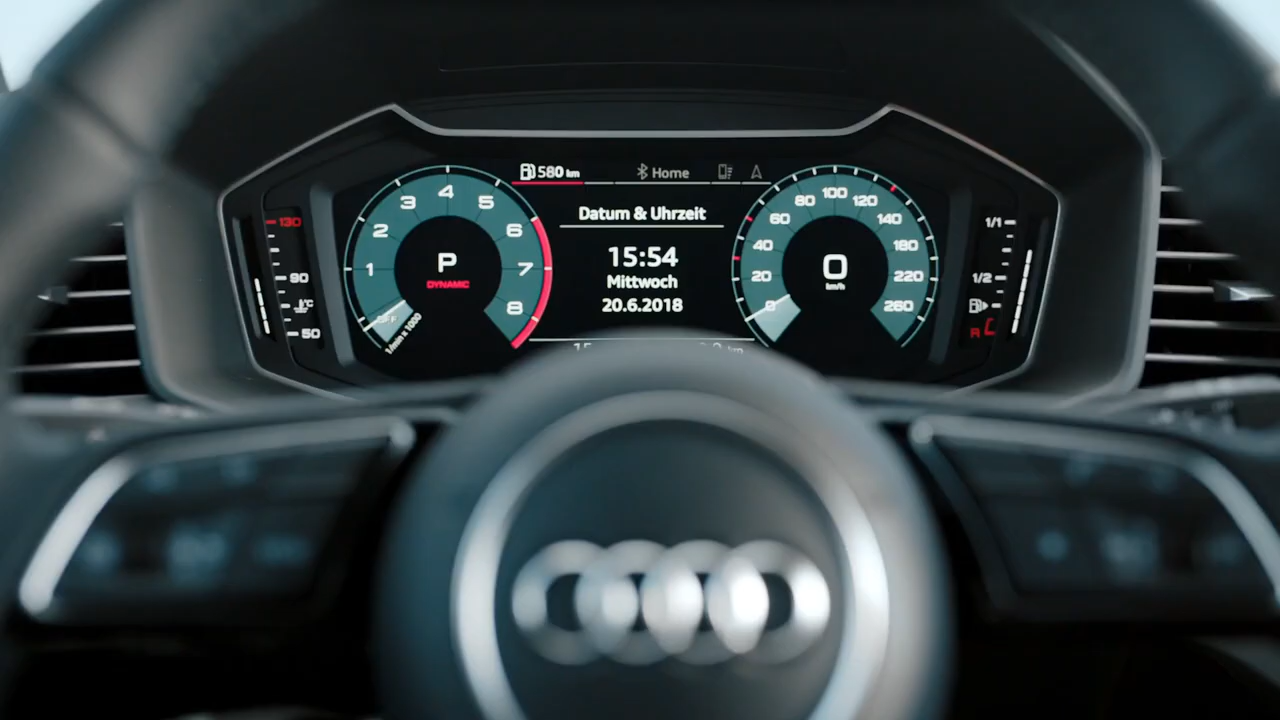 580 km
Home
Datum & Uhrzeit
15:54
Mittwoch
20.6.2018
130
90
°C
50
1
2
3
4
5
6
7
8
OFF
1/min x 1000
P
DYNAMIC
0
20
40
60
80
100
120
140
180
220
260
0
km/h
1/1
1/2
R